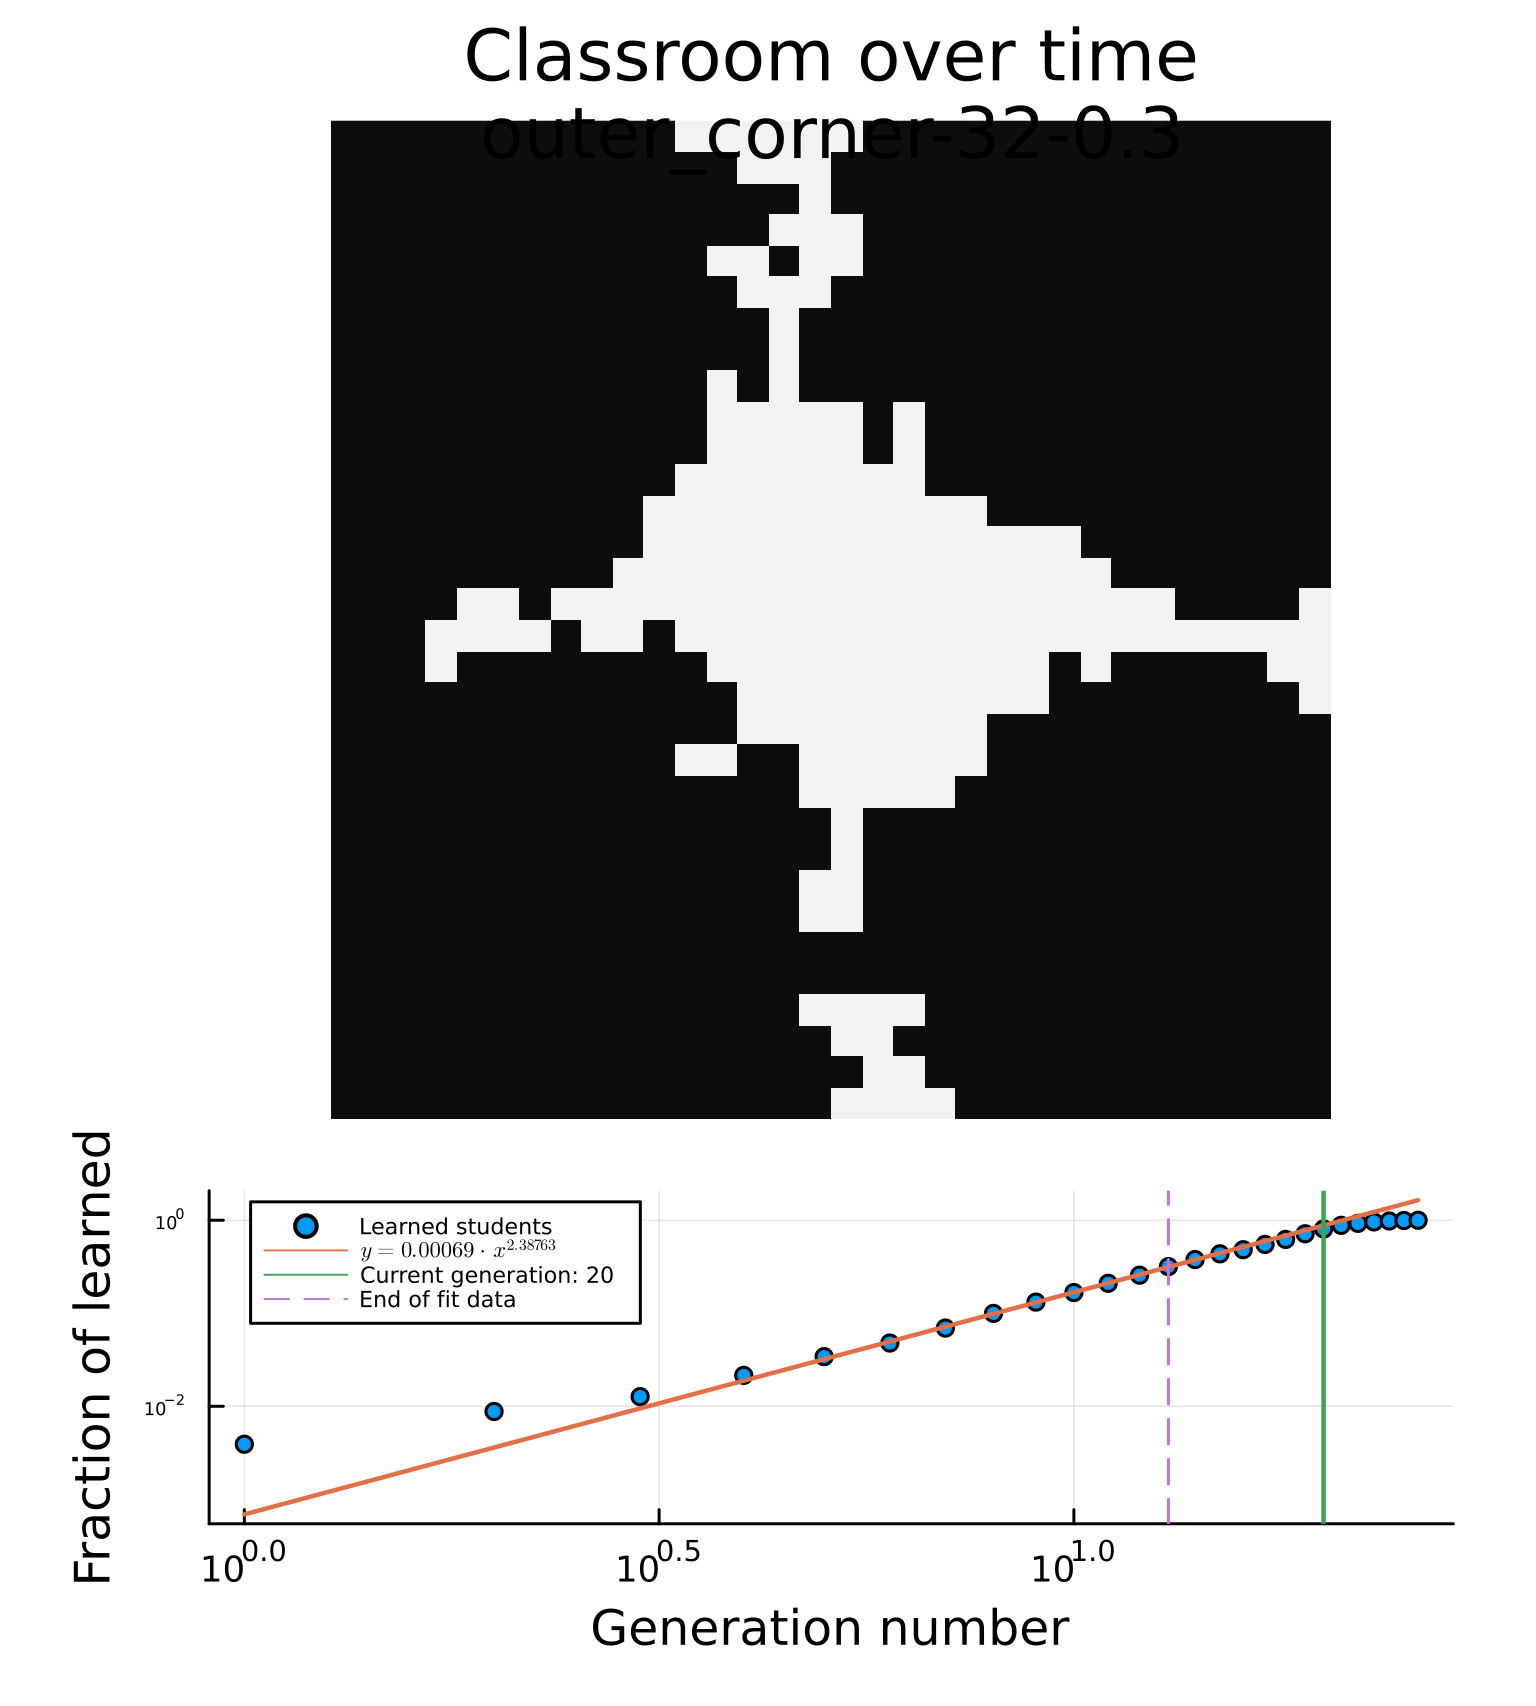 Classroom over time
outer_corner-32-0.3
Fraction of learned
10^0
10^−2
Learned students
y = 0.00069 · x^2.38763
Current generation: 20
End of fit data
10^0.0
10^0.5
10^1.0
Generation number